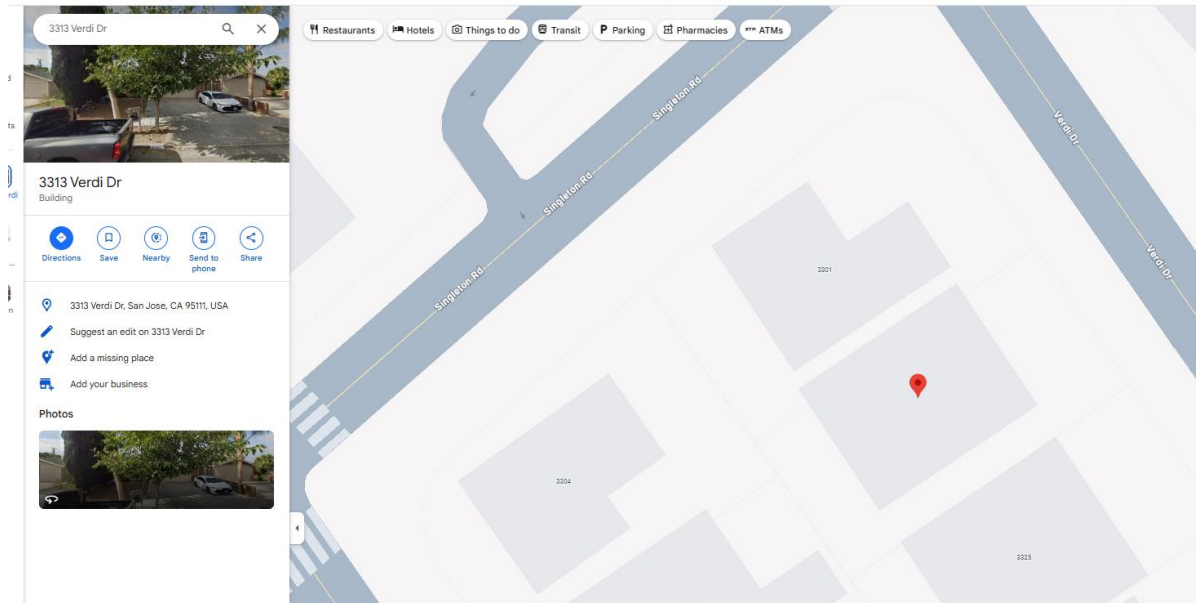 3313 Verdi Dr
Restaurants
Hotels
Things to do
Transit
Parking
Pharmacies
ATMs
3313 Verdi Dr
Building
Directions
Save
Nearby
Send to
phone
Share
3313 Verdi Dr, San Jose, CA 95111, USA
Suggest an edit on 3313 Verdi Dr
Add a missing place
Add your business
Photos
Singleton Rd
Singleton Rd
Singleton Rd
Verdi Dr
Verdi Dr
3301
3304
3325